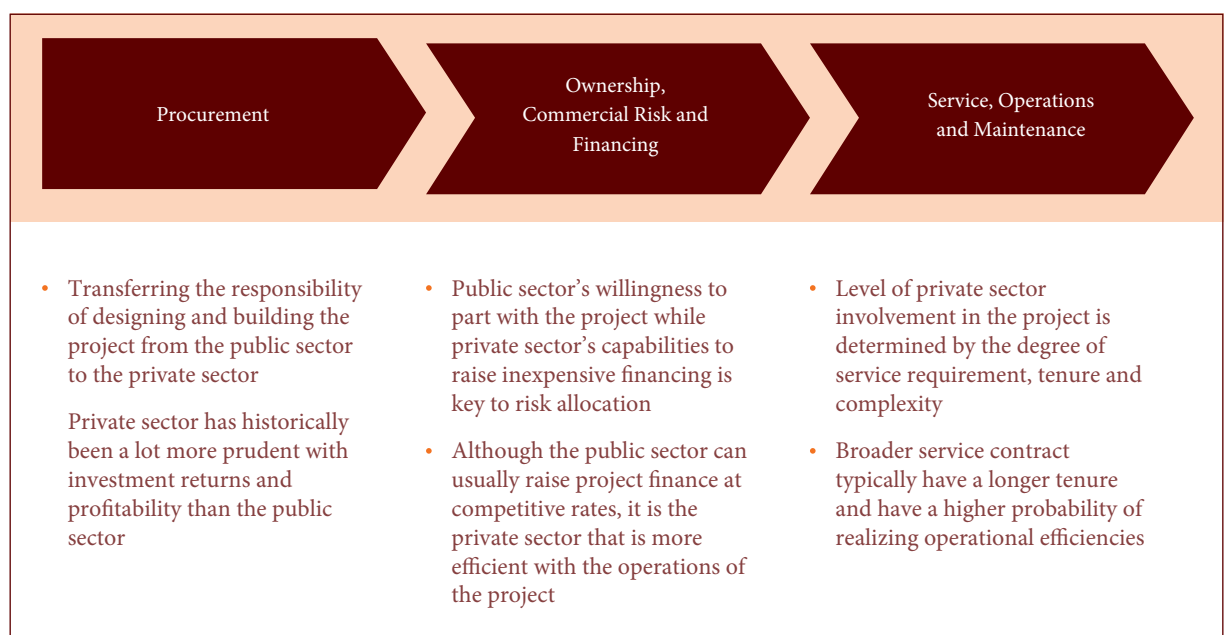 Procurement
Ownership,
Commercial Risk and
Financing
Service, Operations
and Maintenance
• Transferring the responsibility
of designing and building the
project from the public sector
to the private sector
Private sector has historically
been a lot more prudent with
investment returns and
profitability than the public
sector
• Public sector’s willingness to
part with the project while
private sector’s capabilities to
raise inexpensive financing is
key to risk allocation
• Although the public sector can
usually raise project finance at
competitive rates, it is the
private sector that is more
efficient with the operations of
the project
• Level of private sector
involvement in the project is
determined by the degree of
service requirement, tenure and
complexity
• Broader service contract
typically have a longer tenure
and have a higher probability of
realizing operational efficiencies